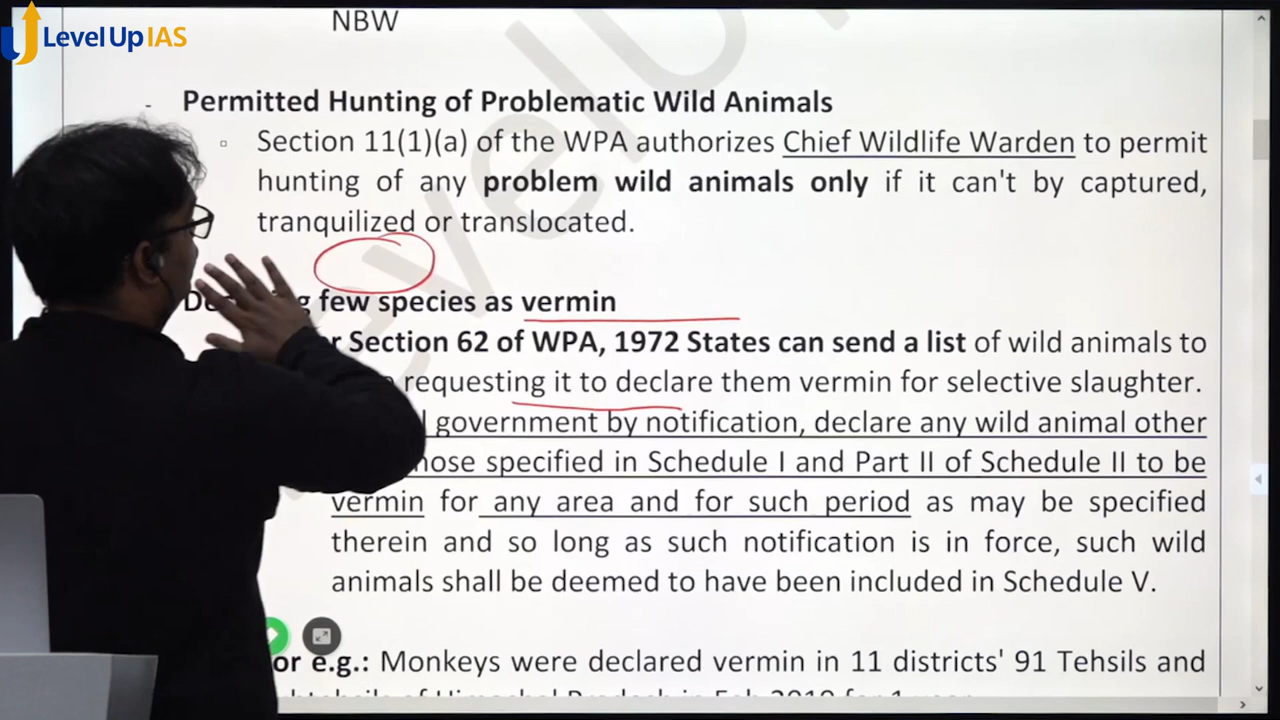 LevelUp IAS
NBW
- Permitted Hunting of Problematic Wild Animals
Section 11(1)(a) of the WPA authorizes Chief Wildlife Warden to permit
hunting of any problem wild animals only if it can't by captured,
tranquilized or translocated.
few species as vermin
Section 62 of WPA, 1972 States can send a list of wild animals to
requesting it to declare them vermin for selective slaughter.
government by notification, declare any wild animal other
those specified in Schedule I and Part II of Schedule II to be
vermin for any area and for such period as may be specified
therein and so long as such notification is in force, such wild
animals shall be deemed to have been included in Schedule V.
or e.g.: Monkeys were declared vermin in 11 districts' 91 Tehsils and